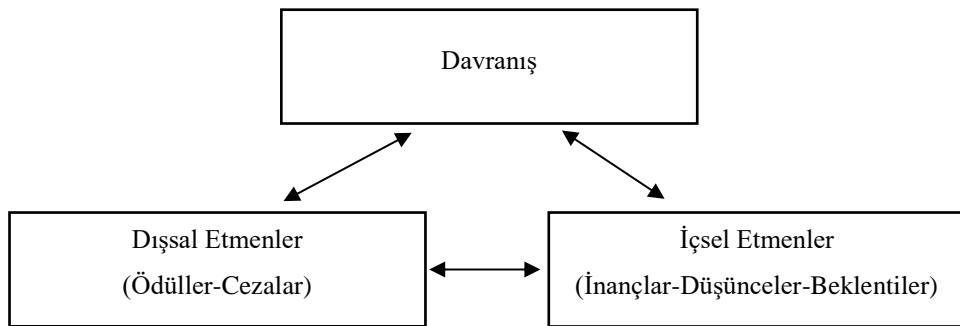 Davranış
Dışsal Etmenler
(Ödüller-Cezalar)
İçsel Etmenler
(İnançlar-Düşünceler-Beklentiler)